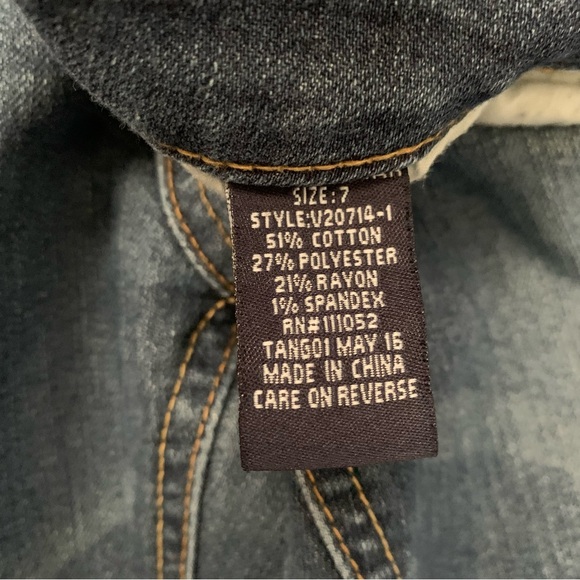 SIZE: 7
STYLE:V20714-1
51% COTTON
27% POLYESTER
21% RAYON
1% SPANDEX
RN#111052
TANG01 MAY 16
MADE IN CHINA
CARE ON REVERSE